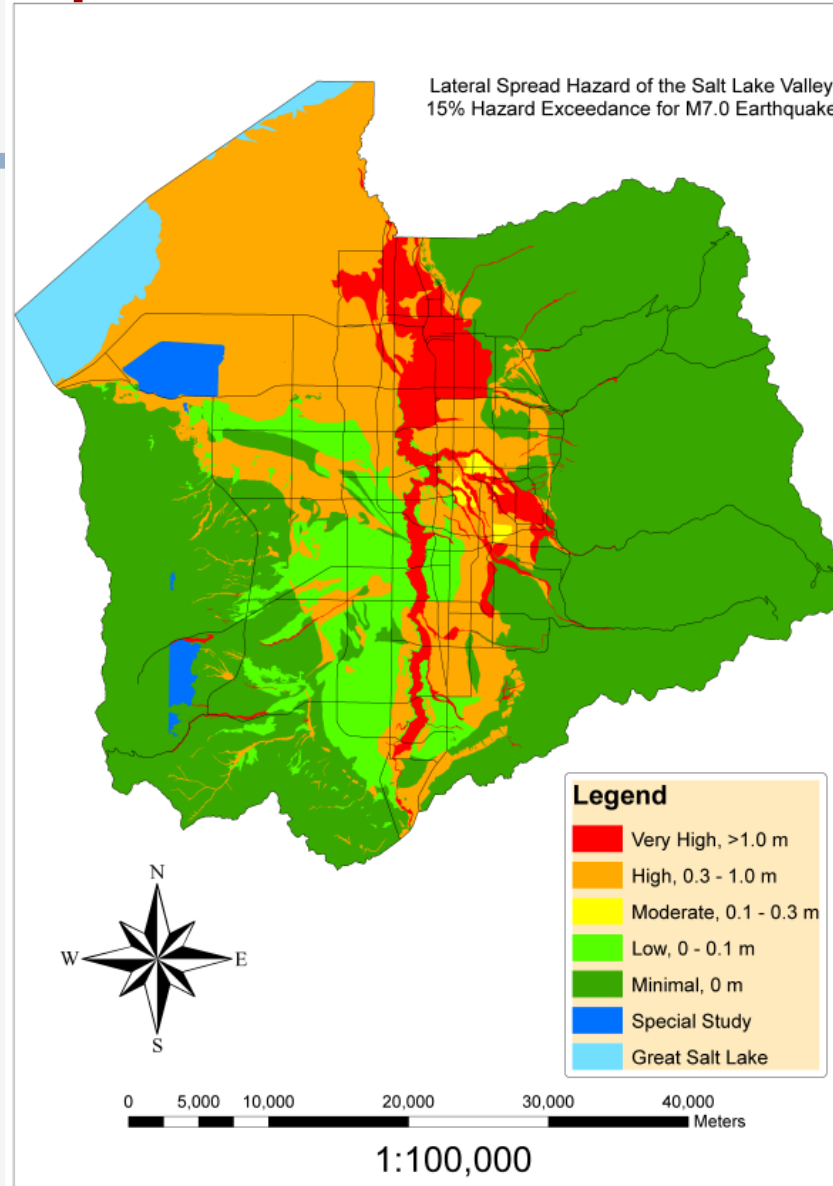 Lateral Spread Hazard of the Salt Lake Valley
15% Hazard Exceedance for M7.0 Earthquake
Legend
Very High, >1.0 m
High, 0.3 - 1.0 m
Moderate, 0.1 - 0.3 m
Low, 0 - 0.1 m
Minimal, 0 m
Special Study
Great Salt Lake
N
W E
S
0 5,000 10,000 20,000 30,000 40,000
Meters
1:100,000